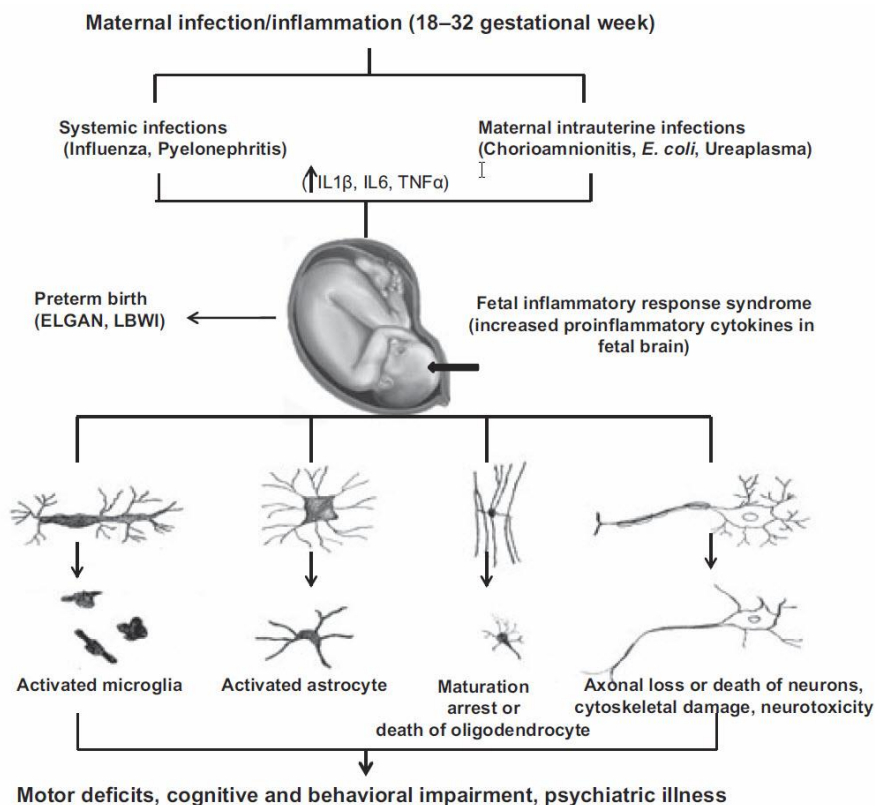 Maternal infection/inflammation (18–32 gestational week)
Systemic infections
(Influenza, Pyelonephritis)
Maternal intrauterine infections
(Chorioamnionitis, E. coli, Ureaplasma)
(↑IL1β, IL6, TNFα)
Preterm birth
(ELGAN, LBWI)
Fetal inflammatory response syndrome
(increased proinflammatory cytokines in
fetal brain)
Activated microglia
Activated astrocyte
Maturation
arrest or
death of oligodendrocyte
Axonal loss or death of neurons,
cytoskeletal damage, neurotoxicity
Motor deficits, cognitive and behavioral impairment, psychiatric illness